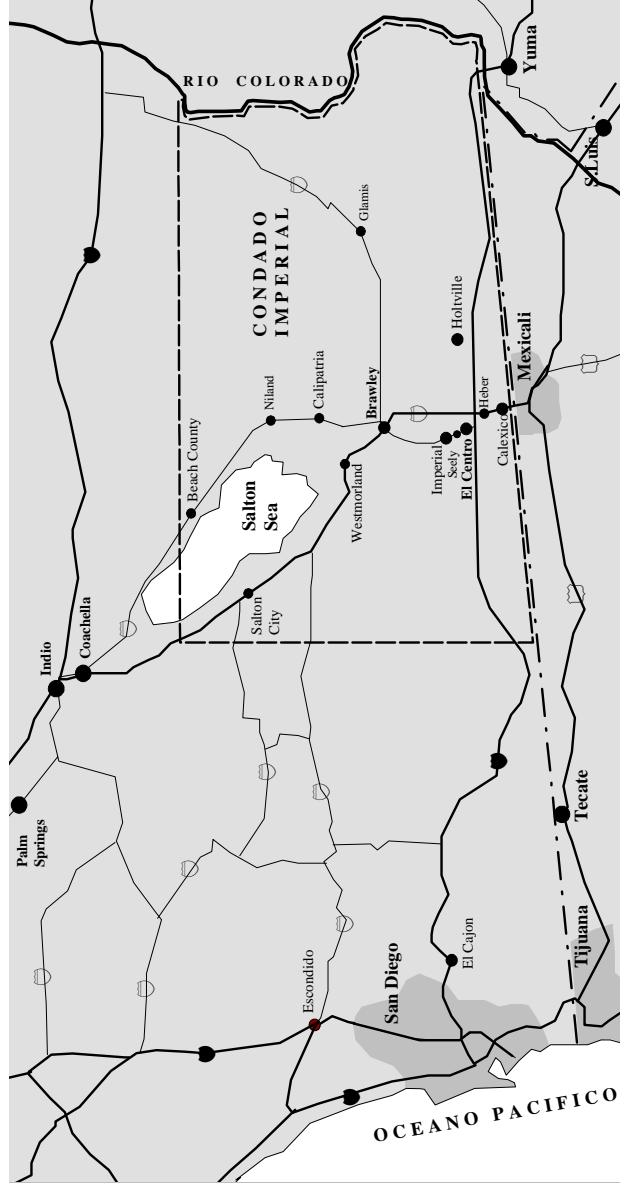 RIO COLORADO
Yuma
S.Luis
Glamis
CONDADO
IMPERIAL
Holtville
Mexicali
Niland
Calipatria
Brawley
Heber
Calexico
Beach County
Salton
Sea
Westmorland
Imperial
Seely
El Centro
Salton
City
Indio
Coachella
Palm
Springs
Tecate
Tijuana
El Cajon
San Diego
Escondido
OCEANO PACIFICO